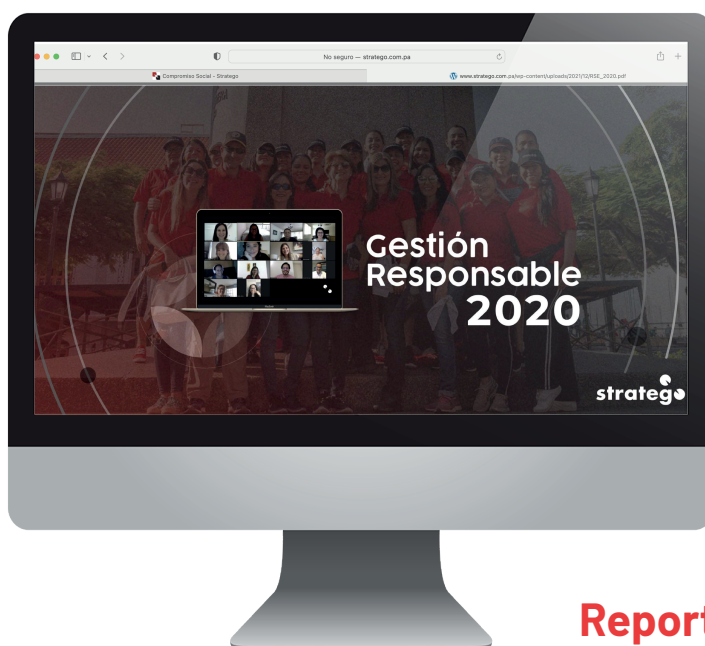 No seguro — stratego.com.pa
Compromiso Social - Stratego
www.stratego.com.pa/wp-content/uploads/2021/12/RSE_2020.pdf
Gestión
Responsable
2020
stratego
Report